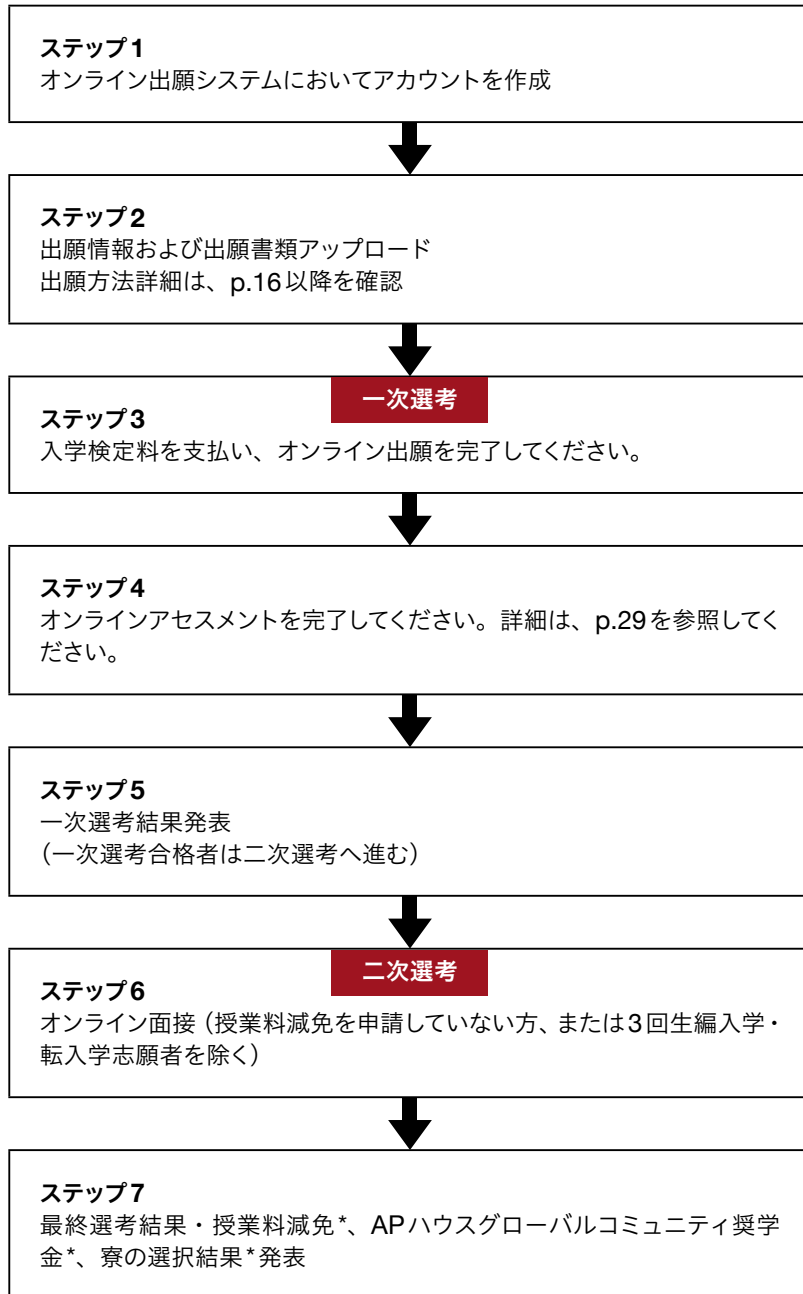 ステップ1
オンライン出願システムにおいてアカウントを作成
ステップ2
出願情報および出願書類アップロード
出願方法詳細は、p.16以降を確認
一次選考
ステップ3
入学検定料を支払い、オンライン出願を完了してください。
ステップ4
オンラインアセスメントを完了してください。詳細は、p.29を参照してく
ださい。
ステップ5
一次選考結果発表
（一次選考合格者は二次選考へ進む）
二次選考
ステップ6
オンライン面接（授業料減免を申請していない方、または3回生編入学・
転入学志願者を除く）
ステップ7
最終選考結果・授業料減免*、APハウスグローバルコミュニティ奨学
金*、寮の選択結果*発表